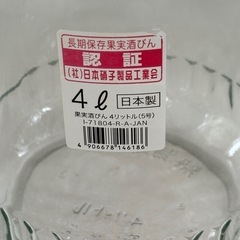 長期保存果実酒びん
認証
(社)日本硝子製品工業会
4ℓ 日本製
果実酒びん 4リットル(5号)
I-71804-R-A-JAN
4 906678 146186